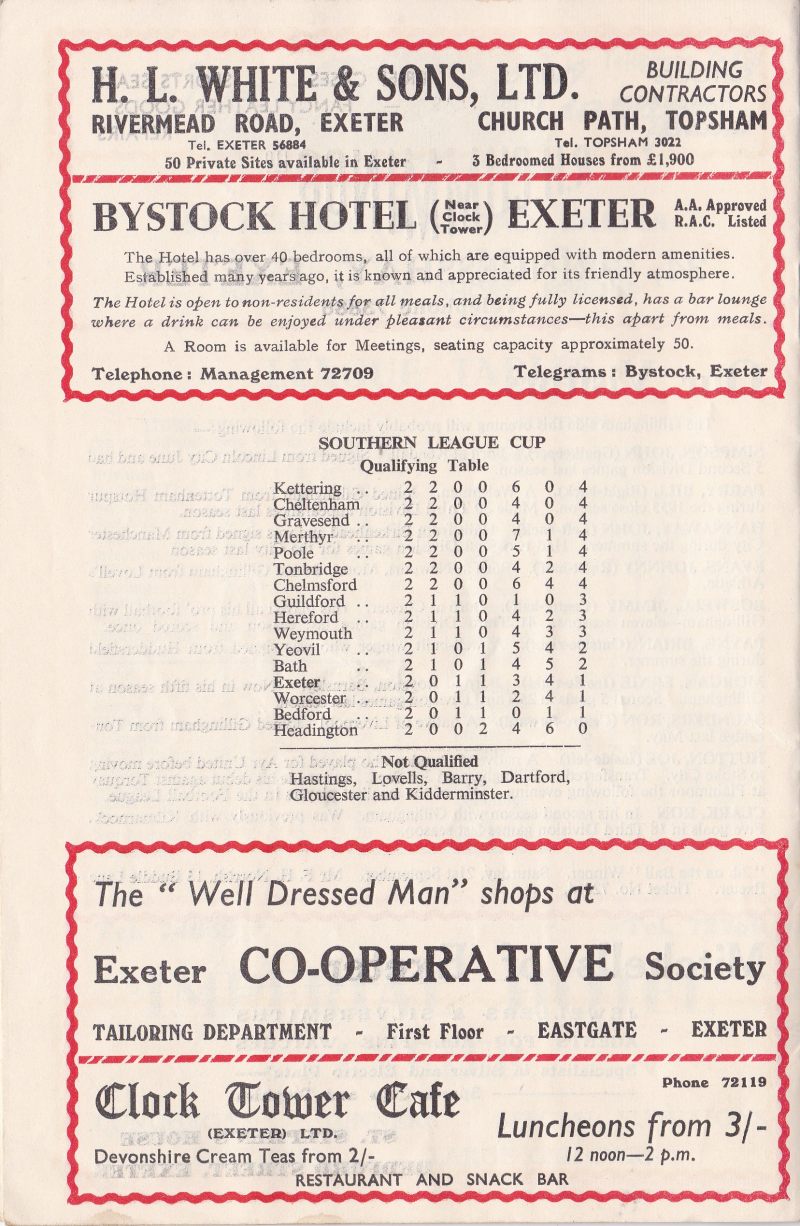 H. L. WHITE & SONS, LTD. BUILDING CONTRACTORS
RIVERMEAD ROAD, EXETER CHURCH PATH, TOPSHAM
Tel. EXETER 56884 Tel. TOPSHAM 3022
50 Private Sites available in Exeter - 3 Bedroomed Houses from £1,900
BYSTOCK HOTEL (Near Clock Tower) EXETER A.A. Approved R.A.C. Listed
The Hotel has over 40 bedrooms, all of which are equipped with modern amenities.
Established many years ago, it is known and appreciated for its friendly atmosphere.
The Hotel is open to non-residents for all meals, and being fully licensed, has a bar lounge
where a drink can be enjoyed under pleasant circumstances—this apart from meals.
A Room is available for Meetings, seating capacity approximately 50.
Telephone: Management 72709 Telegrams: Bystock, Exeter
SOUTHERN LEAGUE CUP
Qualifying Table
Kettering .. 2 2 0 0 6 0 4
Cheltenham 2 2 0 0 4 0 4
Gravesend .. 2 2 0 0 4 0 4
Merthyr .. 2 2 0 0 7 1 4
Poole .. 2 2 0 0 5 1 4
Tonbridge 2 2 0 0 4 2 4
Chelmsford 2 2 0 0 6 4 4
Guildford .. 2 1 1 0 1 0 3
Hereford .. 2 1 1 0 4 2 3
Weymouth 2 1 1 0 4 3 3
Yeovil .. 2 1 0 1 5 4 2
Bath .. 2 1 0 1 4 5 2
Exeter .. 2 0 1 1 3 4 1
Worcester .. 2 0 1 1 2 4 1
Bedford .. 2 0 1 1 0 1 1
Headington 2 0 0 2 4 6 0
Not Qualified
Hastings, Lovells, Barry, Dartford,
Gloucester and Kidderminster.
The “ Well Dressed Man” shops at
Exeter CO-OPERATIVE Society
TAILORING DEPARTMENT - First Floor - EASTGATE - EXETER
Clock Tower Cafe Phone 72119
(EXETER) LTD. Luncheons from 3/-
Devonshire Cream Teas from 2/- 12 noon—2 p.m.
RESTAURANT AND SNACK BAR